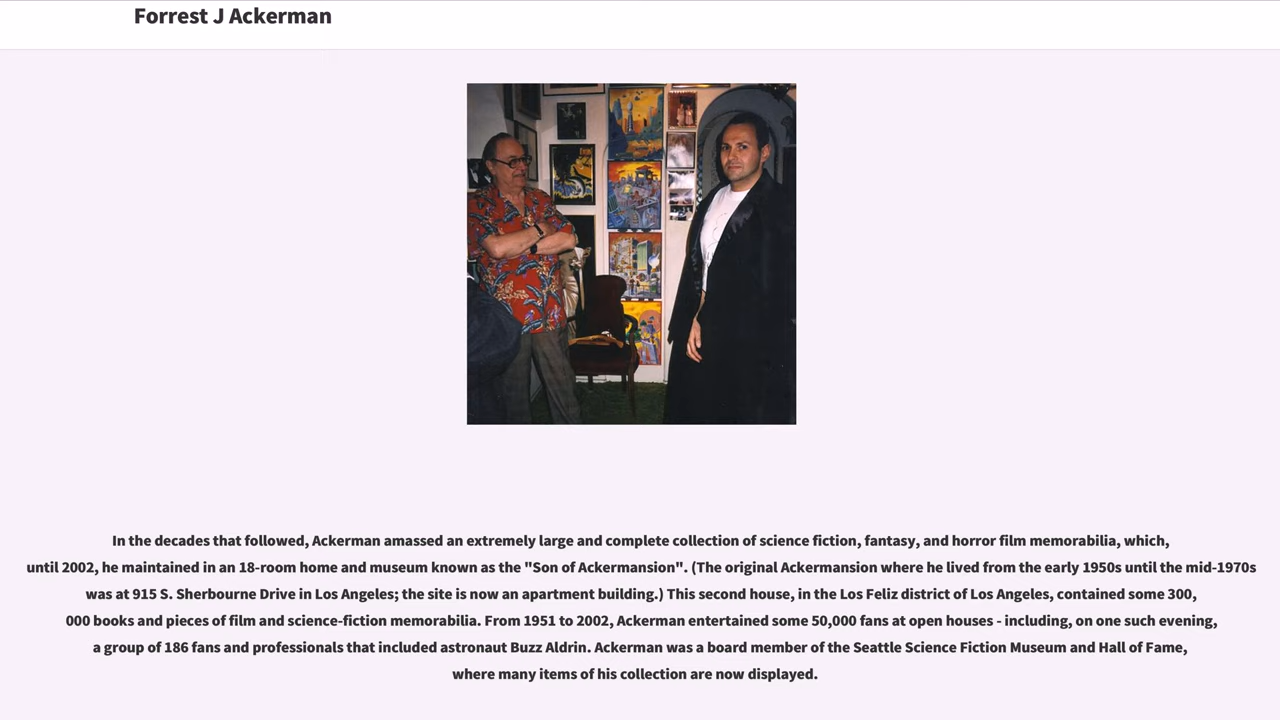 Forrest J Ackerman
In the decades that followed, Ackerman amassed an extremely large and complete collection of science fiction, fantasy, and horror film memorabilia, which,
until 2002, he maintained in an 18-room home and museum known as the "Son of Ackermansion". (The original Ackermansion where he lived from the early 1950s until the mid-1970s
was at 915 S. Sherbourne Drive in Los Angeles; the site is now an apartment building.) This second house, in the Los Feliz district of Los Angeles, contained some 300,
000 books and pieces of film and science-fiction memorabilia. From 1951 to 2002, Ackerman entertained some 50,000 fans at open houses - including, on one such evening,
a group of 186 fans and professionals that included astronaut Buzz Aldrin. Ackerman was a board member of the Seattle Science Fiction Museum and Hall of Fame,
where many items of his collection are now displayed.